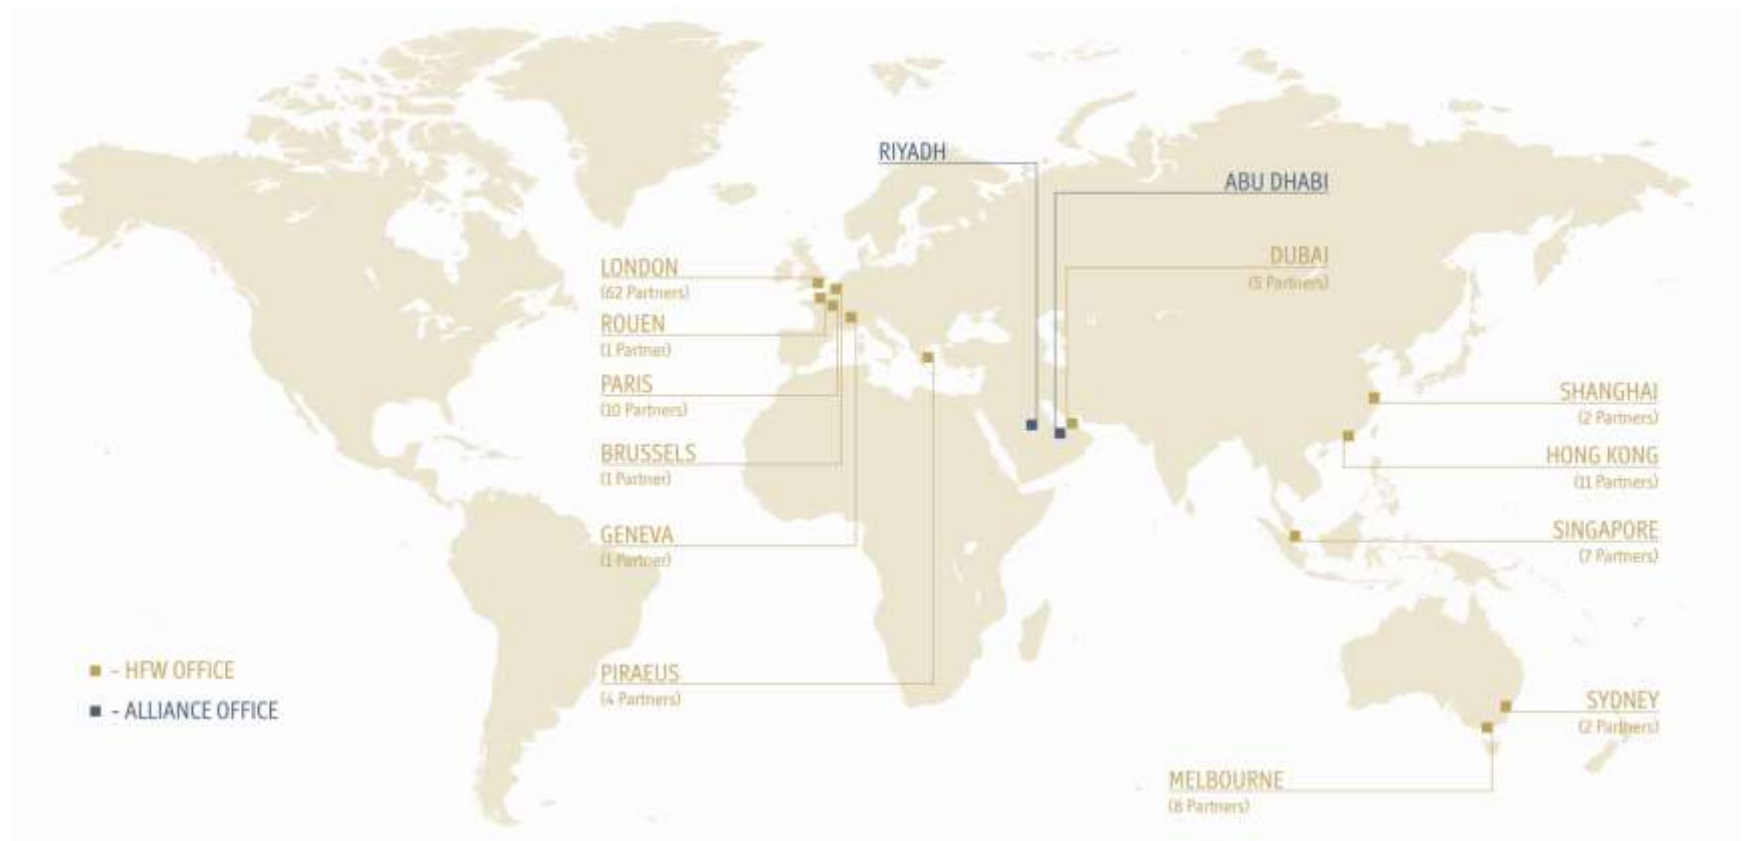 RIYADH
ABU DHABI
DUBAI
(5 Partners)
LONDON
(62 Partners)
ROUEN
(1 Partner)
PARIS
(10 Partners)
BRUSSELS
(1 Partner)
GENEVA
(1 Partner)
PIRAEUS
(4 Partners)
SHANGHAI
(2 Partners)
HONG KONG
(11 Partners)
SINGAPORE
(7 Partners)
SYDNEY
(2 Partners)
MELBOURNE
(8 Partners)
- HFW OFFICE
- ALLIANCE OFFICE